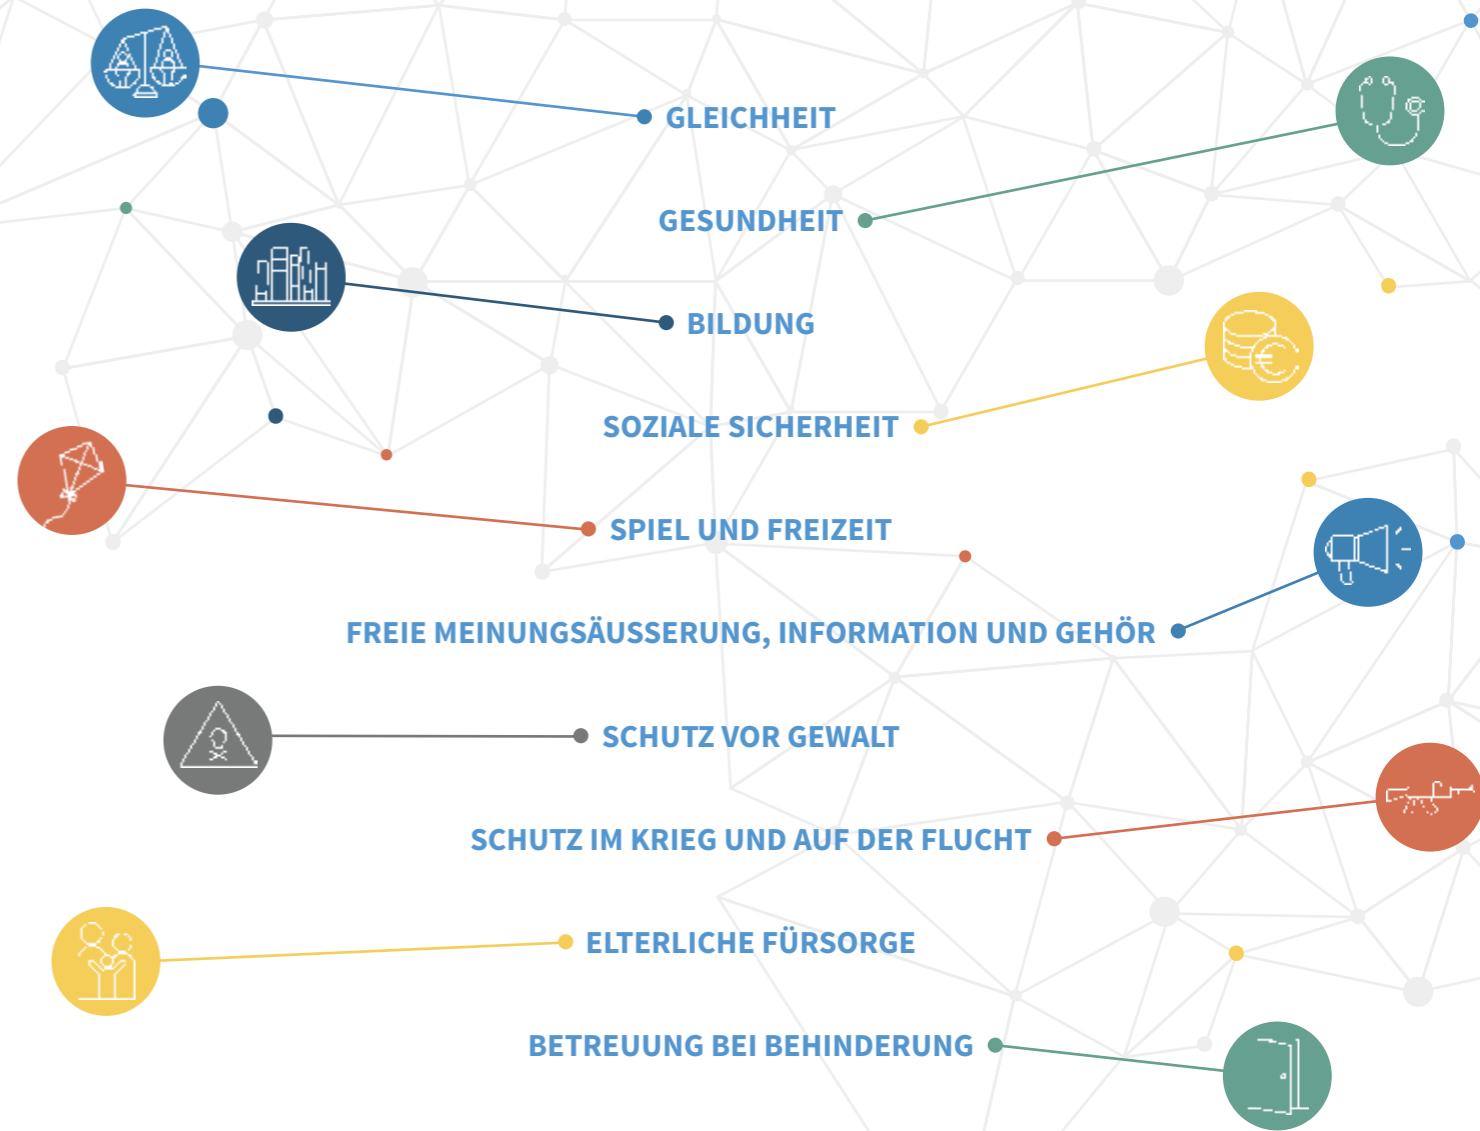 GLEICHHEIT
GESUNDHEIT
BILDUNG
SOZIALE SICHERHEIT
SPIEL UND FREIZEIT
FREIE MEINUNGSÄUSSERUNG, INFORMATION UND GEHÖR
SCHUTZ VOR GEWALT
SCHUTZ IM KRIEG UND AUF DER FLUCHT
ELTERLICHE FÜRSORGE
BETREUUNG BEI BEHINDERUNG